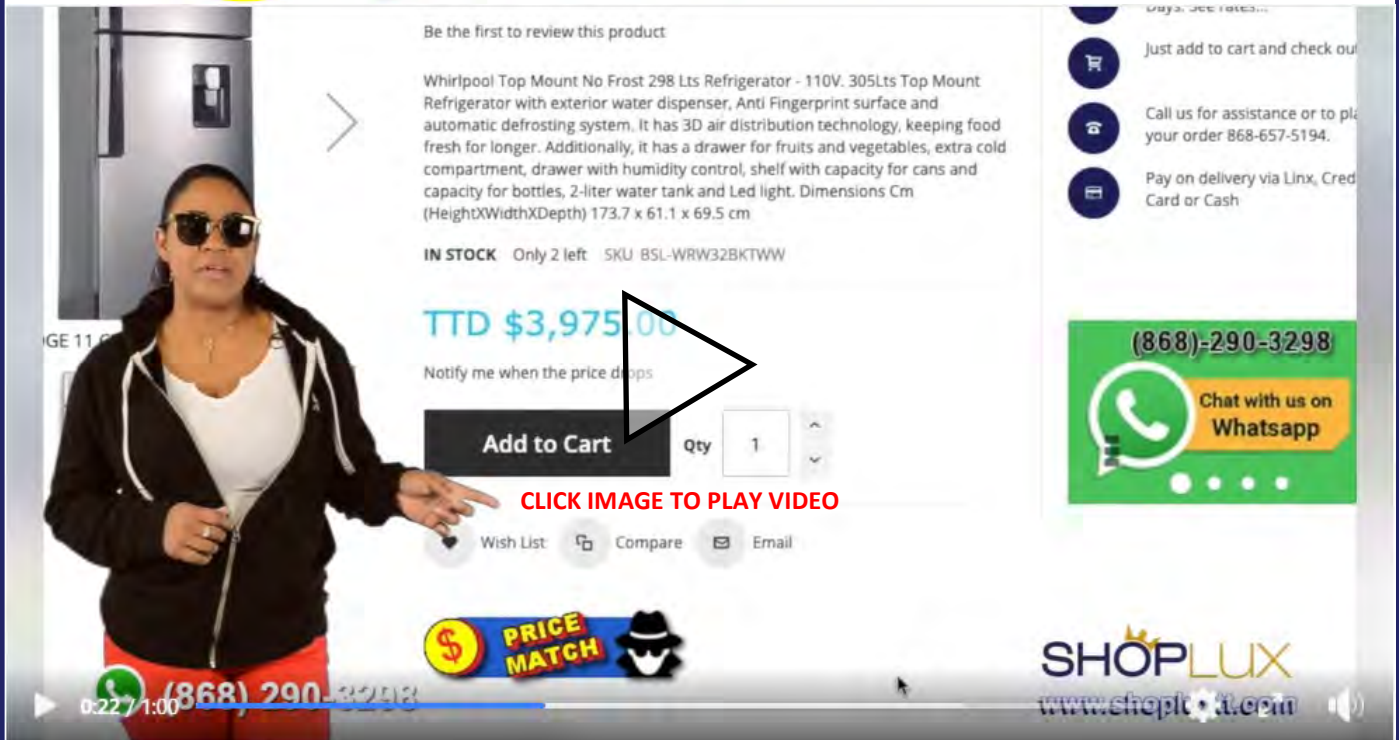 Be the first to review this product
Whirlpool Top Mount No Frost 298 Lts Refrigerator - 110V. 305Lts Top Mount
Refrigerator with exterior water dispenser, Anti Fingerprint surface and
automatic defrosting system. It has 3D air distribution technology, keeping food
fresh for longer. Additionally, it has a drawer for fruits and vegetables, extra cold
compartment, drawer with humidity control, shelf with capacity for cans and
capacity for bottles, 2-liter water tank and Led light. Dimensions Cm
(HeightXWidthXDepth) 173.7 x 61.1 x 69.5 cm
IN STOCK Only 2 left SKU BSL-WRW32BKTWW
TTD $3,975.00
Notify me when the price drops
Add to Cart Qty 1
CLICK IMAGE TO PLAY VIDEO
Wish List Compare Email
$ PRICE
MATCH
Days. See rates...
Just add to cart and check out
Call us for assistance or to pla
your order 868-657-5194.
Pay on delivery via Linx, Cred
Card or Cash
(868)-290-3298
Chat with us on
Whatsapp
GE 11
SHOPLUX
0:22 / 1:00
(868) 290-3298